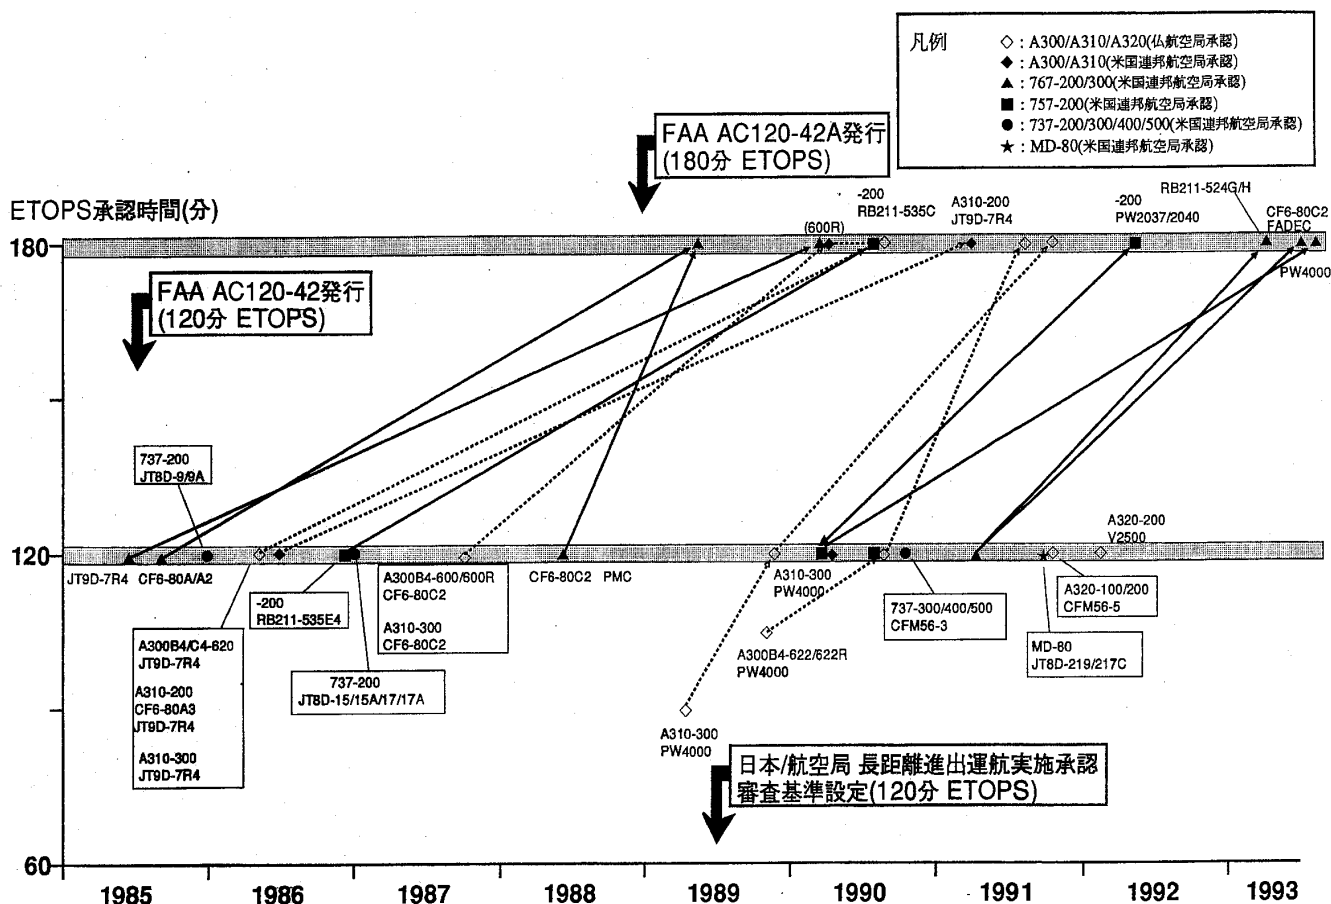 凡例
◇ : A300/A310/A320(仏航空局承認)
◆ : A300/A310(米国連邦航空局承認)
▲ : 767-200/300(米国連邦航空局承認)
■ : 757-200(米国連邦航空局承認)
● : 737-200/300/400/500(米国連邦航空局承認)
★ : MD-80(米国連邦航空局承認)
FAA AC120-42A発行
(180分 ETOPS)
ETOPS承認時間(分)
180
(600R)
-200
RB211-535C
A310-200
JT9D-7R4
-200
PW2037/2040
RB211-524G/H
CF6-80C2
FADEC
PW4000
FAA AC120-42発行
(120分 ETOPS)
737-200
JT8D-9/9A
120
JT9D-7R4
CF6-80A/A2
A300B4/C4-620
JT9D-7R4
A310-200
CF6-80A3
JT9D-7R4
A310-300
JT9D-7R4
-200
RB211-535E4
737-200
JT8D-15/15A/17/17A
A300B4-600/600R
CF6-80C2
A310-300
CF6-80C2
CF6-80C2 PMC
A310-300
PW4000
A300B4-622/622R
PW4000
A310-300
PW4000
737-300/400/500
CFM56-3
A320-200
V2500
A320-100/200
CFM56-5
MD-80
JT8D-219/217C
日本/航空局 長距離進出運航実施承認
審査基準設定(120分 ETOPS)
60
1985
1986
1987
1988
1989
1990
1991
1992
1993